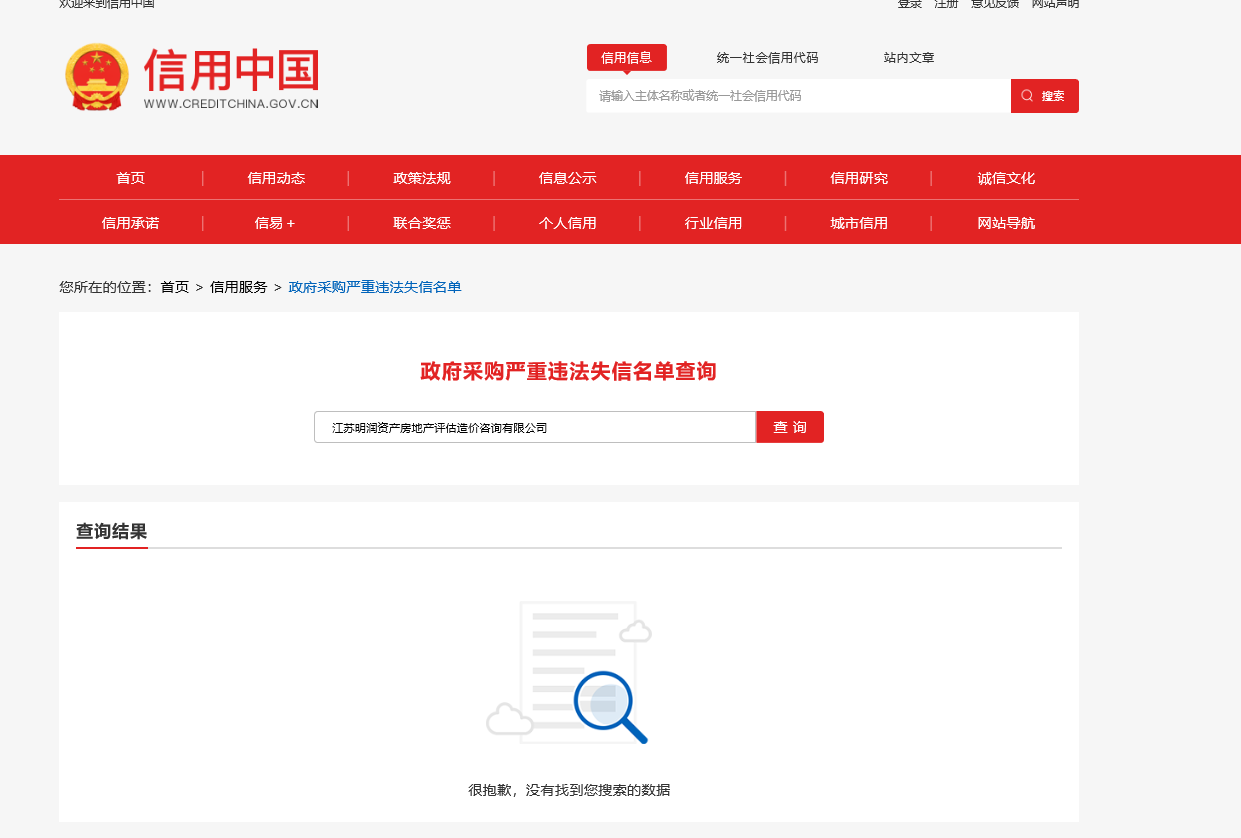 欢迎来到信用中国
登录 注册 意见反馈 网站声明
信用中国
WWW.CREDITCHINA.GOV.CN
信用信息 统一社会信用代码 站内文章
请输入主体名称或者统一社会信用代码 搜索
首页 | 信用动态 | 政策法规 | 信息公示 | 信用服务 | 信用研究 | 诚信文化
信用承诺 | 信易+ | 联合奖惩 | 个人信用 | 行业信用 | 城市信用 | 网站导航
您所在的位置：首页 > 信用服务 > 政府采购严重违法失信名单
政府采购严重违法失信名单查询
江苏明润资产房地产评估造价咨询有限公司 查 询
查询结果
很抱歉，没有找到您搜索的数据